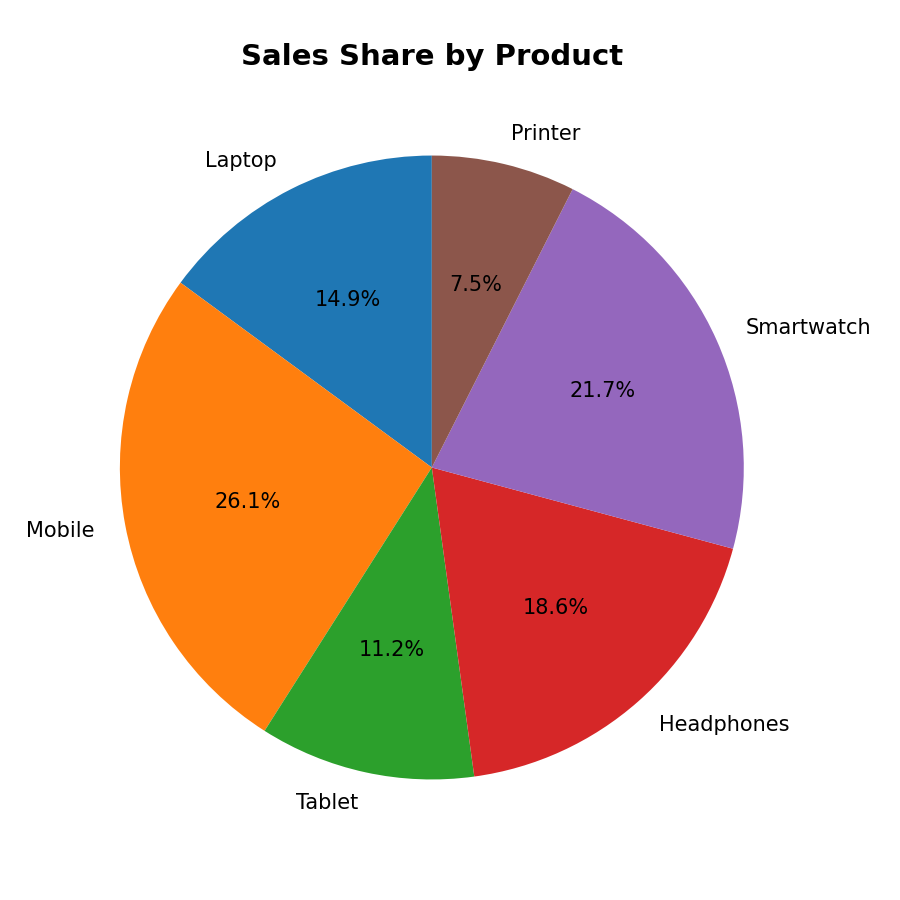 Sales Share by Product
Printer
Laptop
7.5%
14.9%
Smartwatch
21.7%
26.1%
Mobile
18.6%
11.2%
Headphones
Tablet